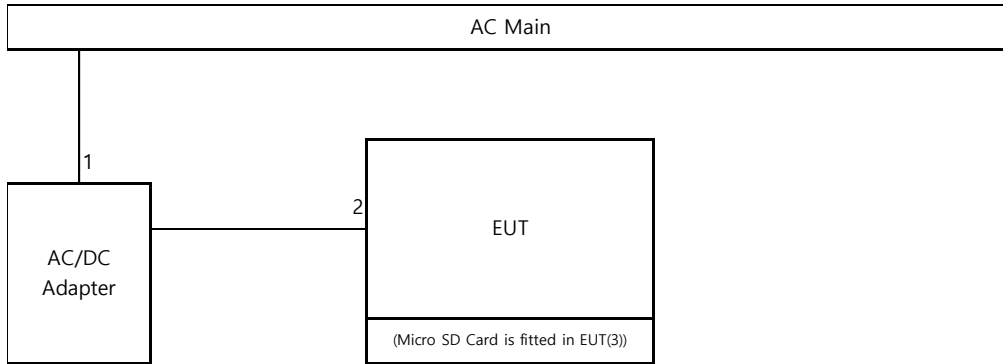 AC Main
1
2
EUT
AC/DC
Adapter
(Micro SD Card is fitted in EUT(3))